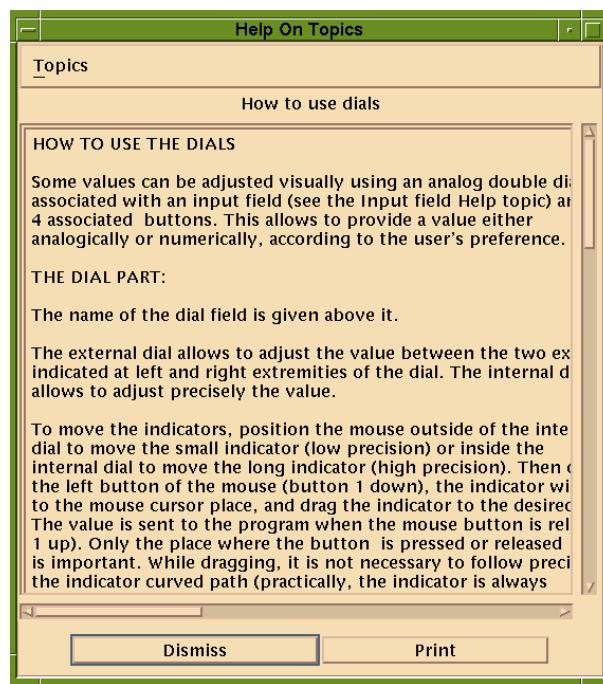 Help On Topics
Topics
How to use dials
HOW TO USE THE DIALS
Some values can be adjusted visually using an analog double
associated with an input field (see the Input field Help topic)
4 associated buttons. This allows to provide a value either
analogically or numerically, according to the user's preference.
THE DIAL PART:
The name of the dial field is given above it.
The external dial allows to adjust the value between the two ex
indicated at left and right extremities of the dial. The internal d
allows to adjust precisely the value.
To move the indicators, position the mouse outside of the inte
dial to move the small indicator (low precision) or inside the
internal dial to move the long indicator (high precision). Then
the left button of the mouse (button 1 down), the indicator wi
to the mouse cursor place, and drag the indicator to the desired
The value is sent to the program when the mouse button is rel
1 up). Only the place where the button is pressed or released
is important. While dragging, it is not necessary to follow preci
the indicator curved path (practically, the indicator is always
Dismiss
Print